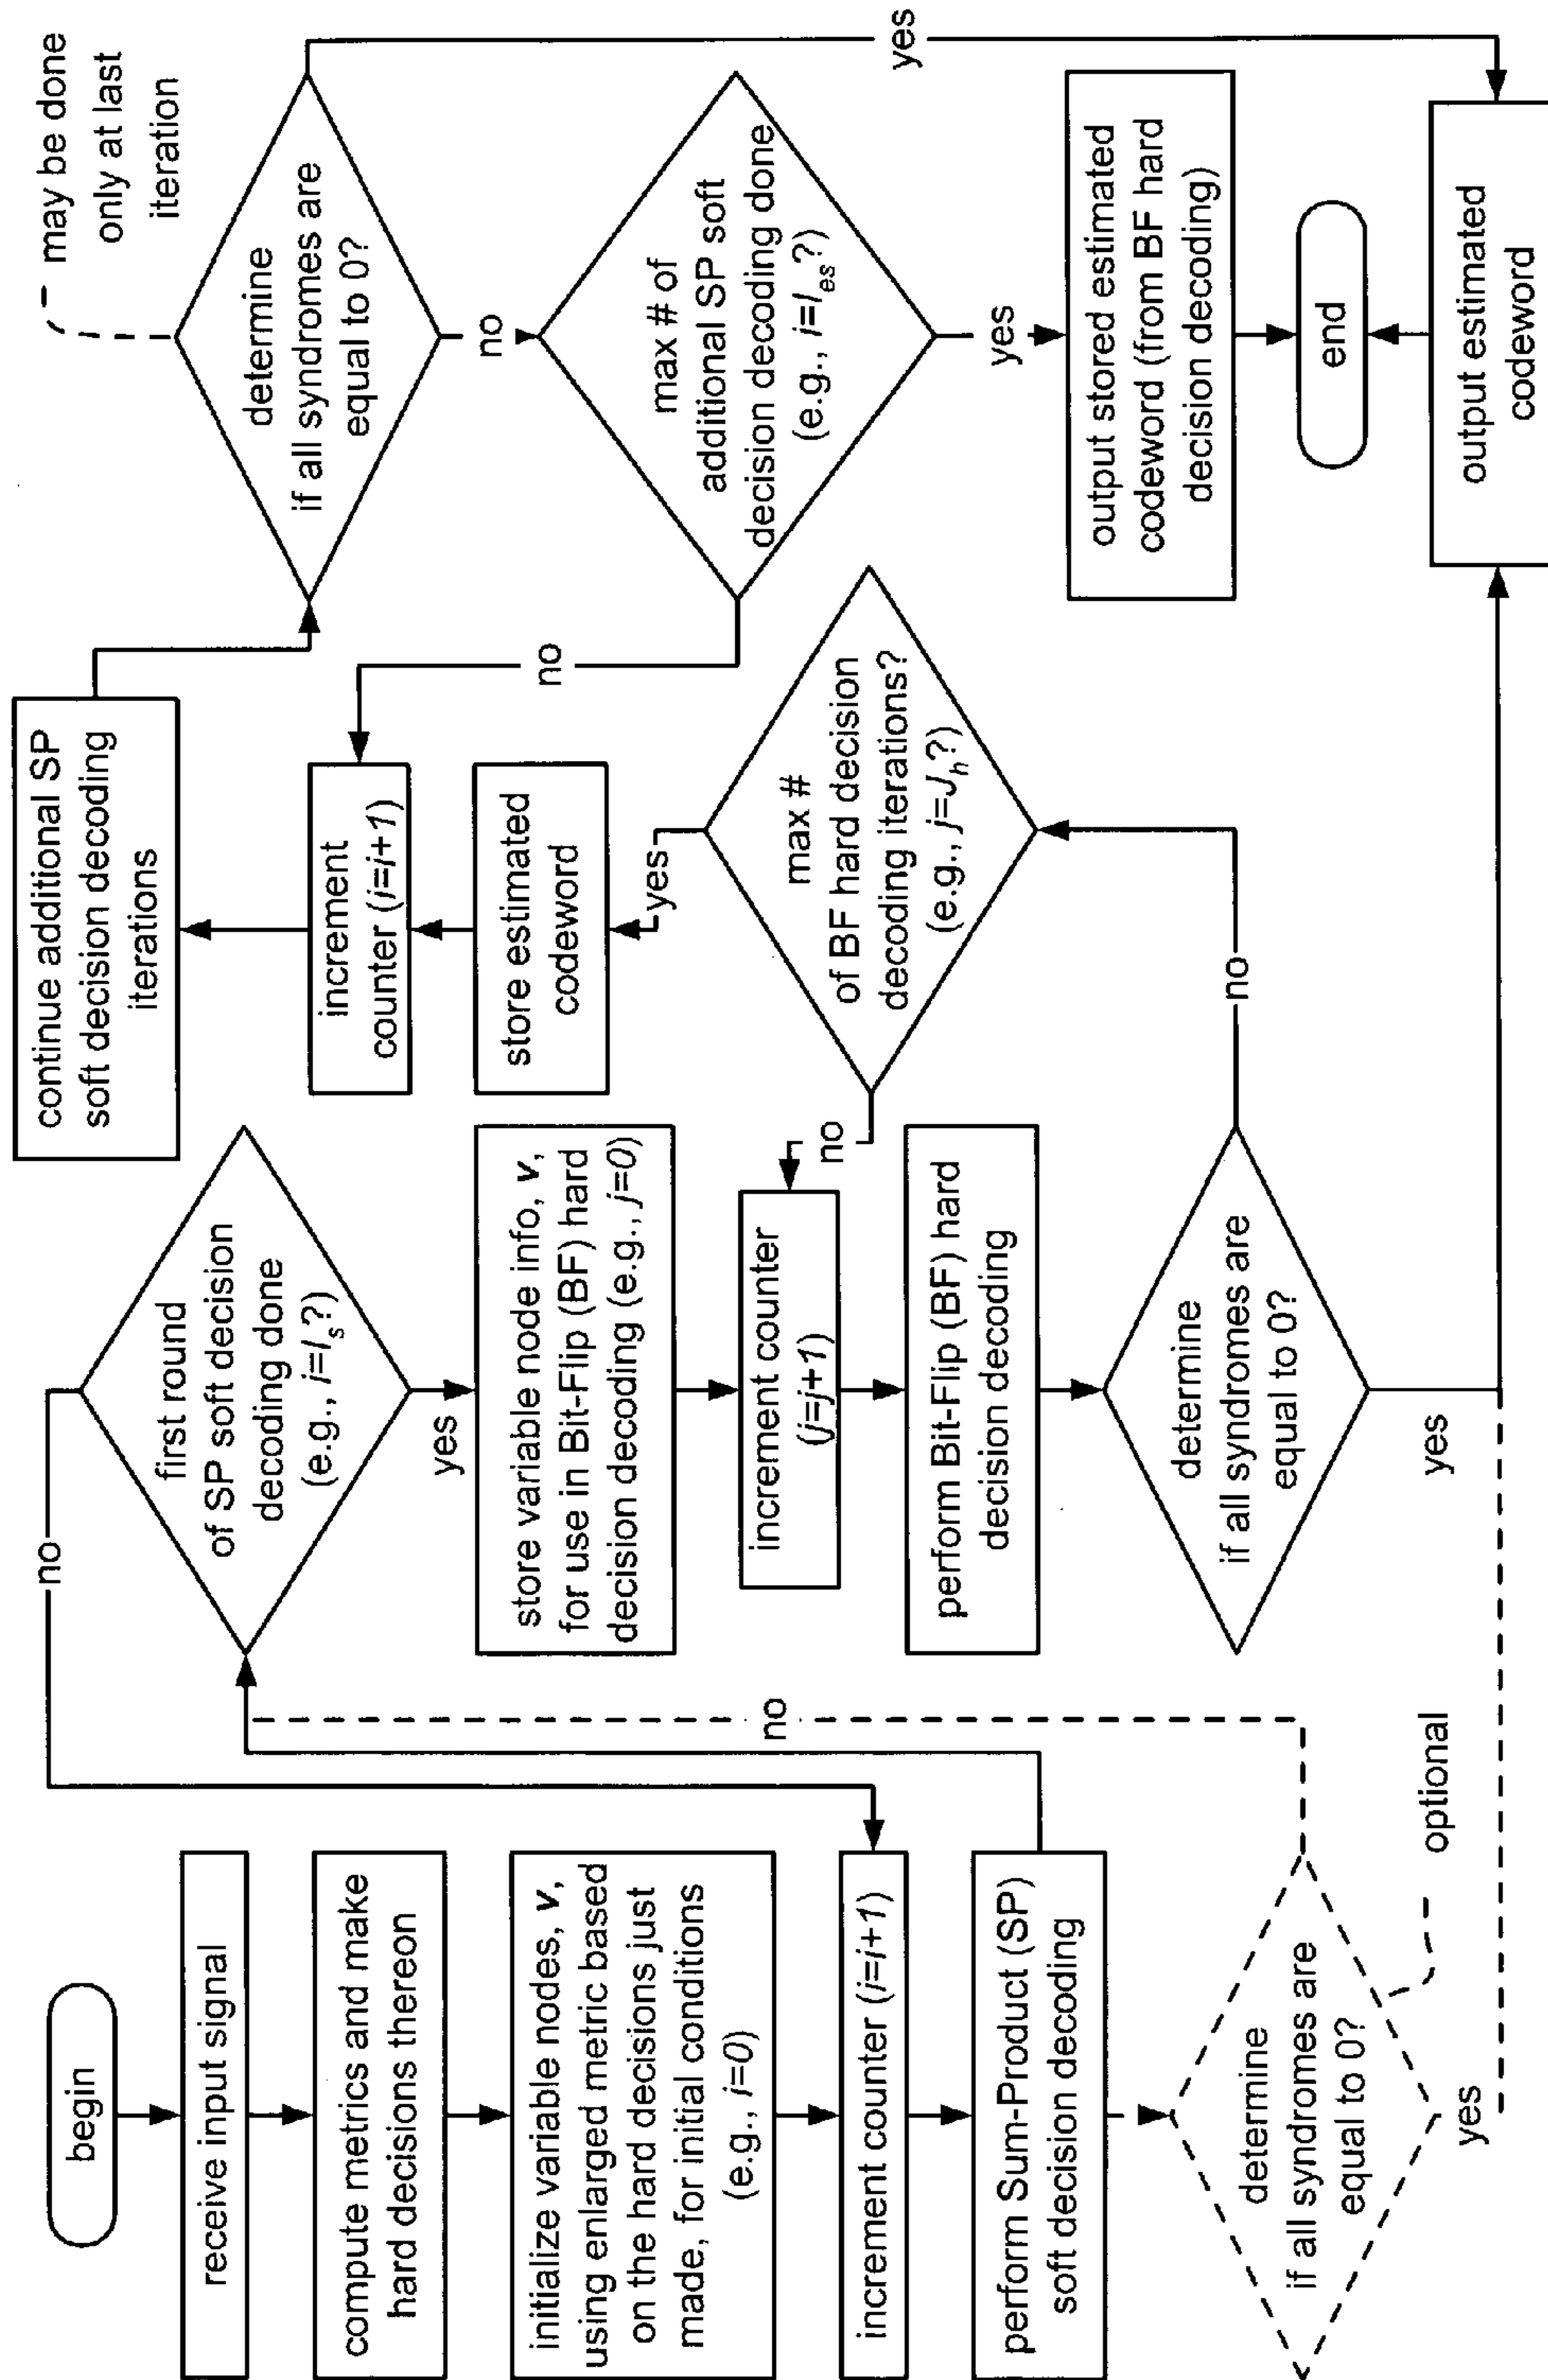 begin
receive input signal
compute metrics and make
hard decisions thereon
initialize variable nodes, v,
using enlarged metric based
on the hard decisions just
made, for initial conditions
(e.g., i=0)
increment counter (i=i+1)
perform Sum-Product (SP)
soft decision decoding
determine
if all syndromes are
equal to 0?
yes
optional
no
no
first round
of SP soft decision
decoding done
(e.g., i=Is?)
yes
store variable node info, v,
for use in Bit-Flip (BF) hard
decision decoding (e.g., j=0)
increment counter
(j=j+1)
perform Bit-Flip (BF) hard
decision decoding
determine
if all syndromes are
equal to 0?
yes
no
no
max #
of BF hard decision
decoding iterations?
(e.g., j=Jh?)
yes
store estimated
codeword
increment
counter (i=i+1)
continue additional SP
soft decision decoding
iterations
no
may be done
only at last
iteration
determine
if all syndromes are
equal to 0?
no
yes
max # of
additional SP soft
decision decoding done
(e.g., i=Ies?)
yes
output stored estimated
codeword (from BF hard
decision decoding)
end
output estimated
codeword